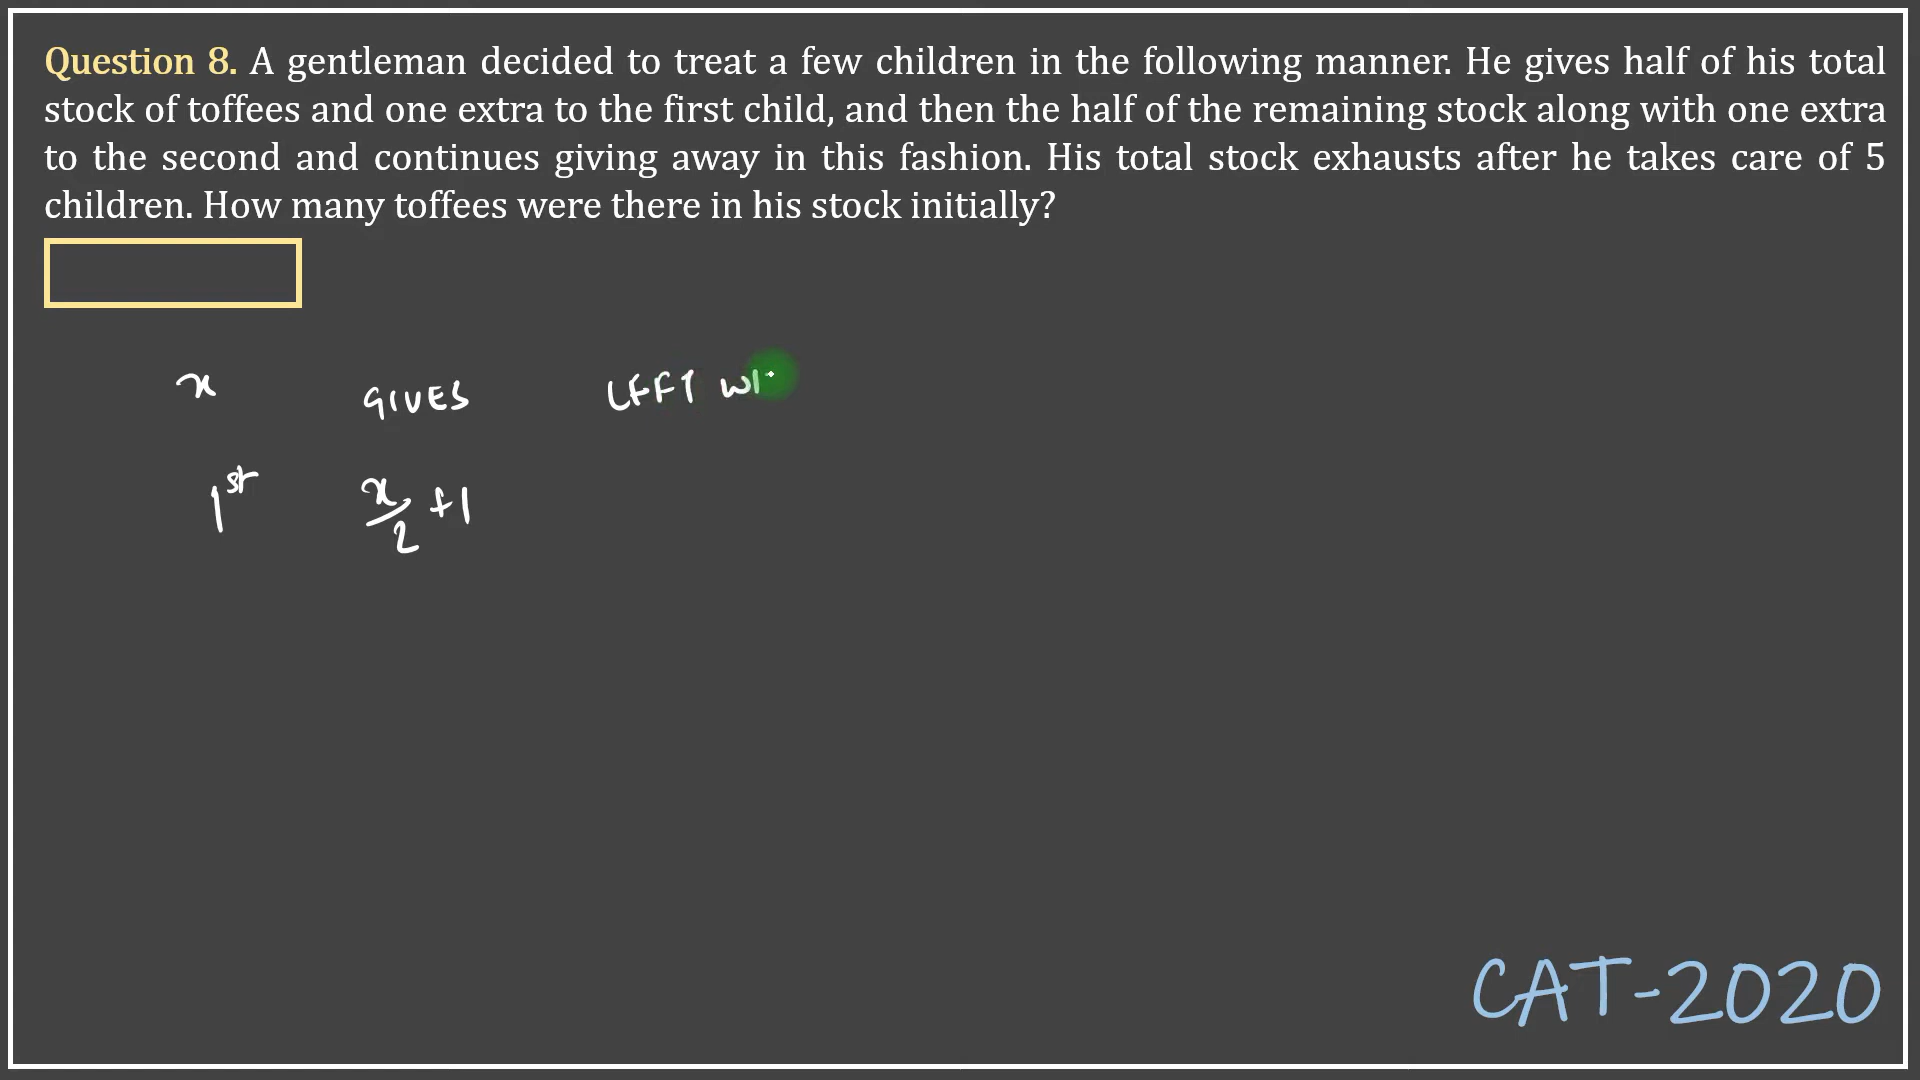 Question 8. A gentleman decided to treat a few children in the following manner. He gives half of his total
stock of toffees and one extra to the first child, and then the half of the remaining stock along with one extra
to the second and continues giving away in this fashion. His total stock exhausts after he takes care of 5
children. How many toffees were there in his stock initially?
x GIVES LEFT WI
1st x/2 +1
CAT-2020